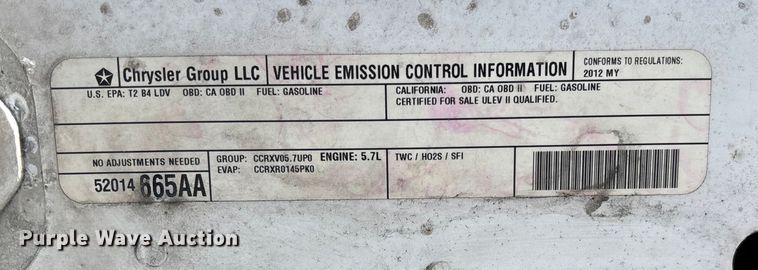 Chrysler Group LLC
VEHICLE EMISSION CONTROL INFORMATION
CONFORMS TO REGULATIONS:
2012 MY
U.S. EPA: T2 B4 LDV OBD: CA OBD II FUEL: GASOLINE
CALIFORNIA: OBD: CA OBD II FUEL: GASOLINE
CERTIFIED FOR SALE ULEV II QUALIFIED.
NO ADJUSTMENTS NEEDED
52014 665AA
GROUP: CCRXV05.7UP0 ENGINE: 5.7L
EVAP: CCRXR0145PK0
TWC / HO2S / SFI
Purple Wave Auction